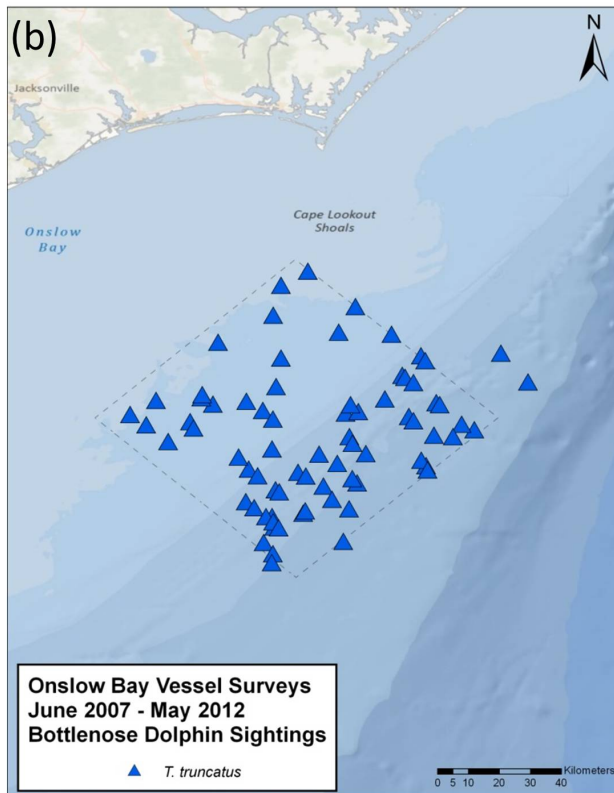 (b)
N
Jacksonville
Cape Lookout
Shoals
Onslow
Bay
Onslow Bay Vessel Surveys
June 2007 - May 2012
Bottlenose Dolphin Sightings
T. truncatus
Kilometers
0 5 10 20 30 40